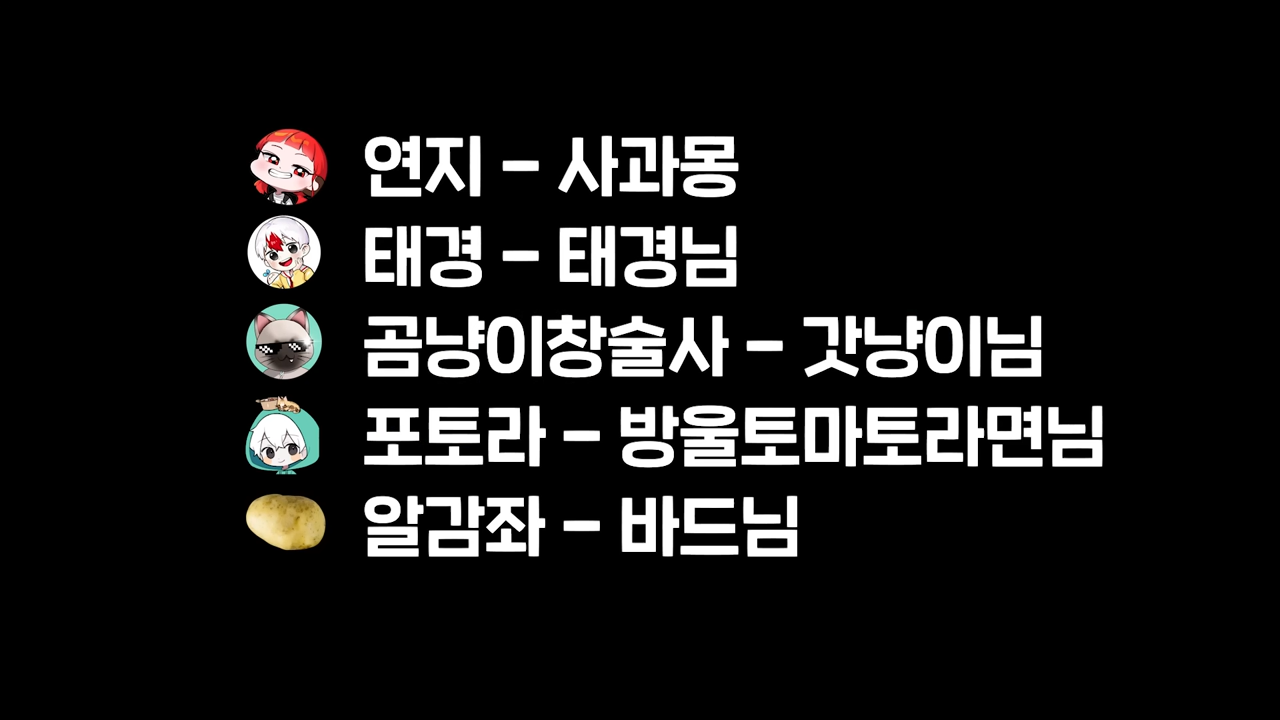 연지 - 사과몽
태경 - 태경님
곰냥이창술사 - 갓냥이님
포토라 - 방울토마토라면님
알감좌 - 바드님